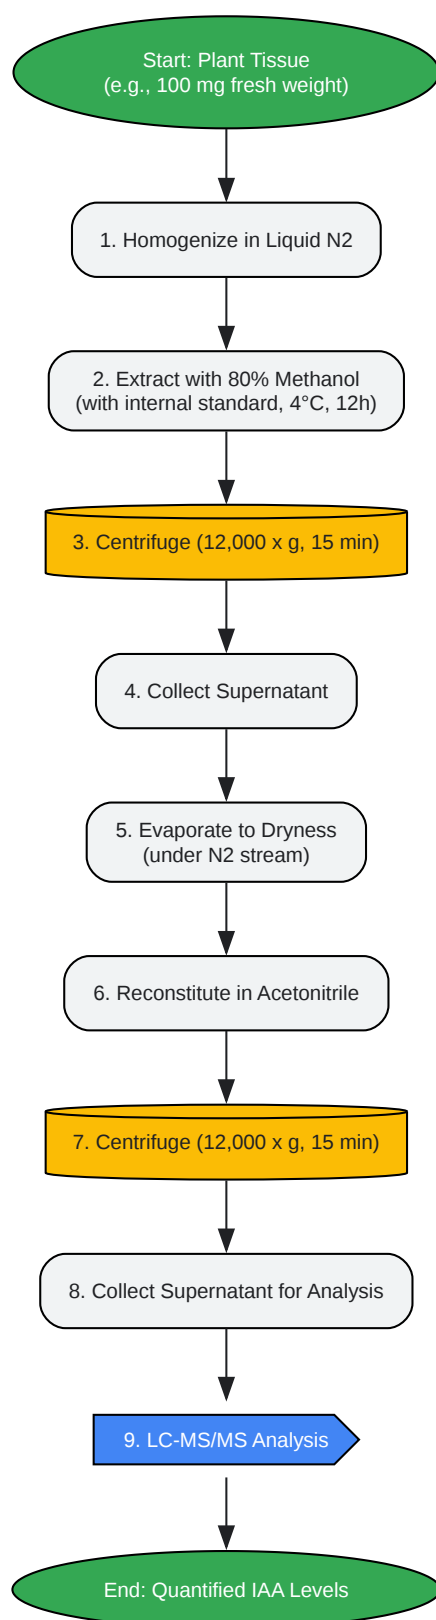 Start: Plant Tissue
(e.g., 100 mg fresh weight)
1. Homogenize in Liquid N2
2. Extract with 80% Methanol
(with internal standard, 4°C, 12h)
3. Centrifuge (12,000 x g, 15 min)
4. Collect Supernatant
5. Evaporate to Dryness
(under N2 stream)
6. Reconstitute in Acetonitrile
7. Centrifuge (12,000 x g, 15 min)
8. Collect Supernatant for Analysis
9. LC-MS/MS Analysis
End: Quantified IAA Levels